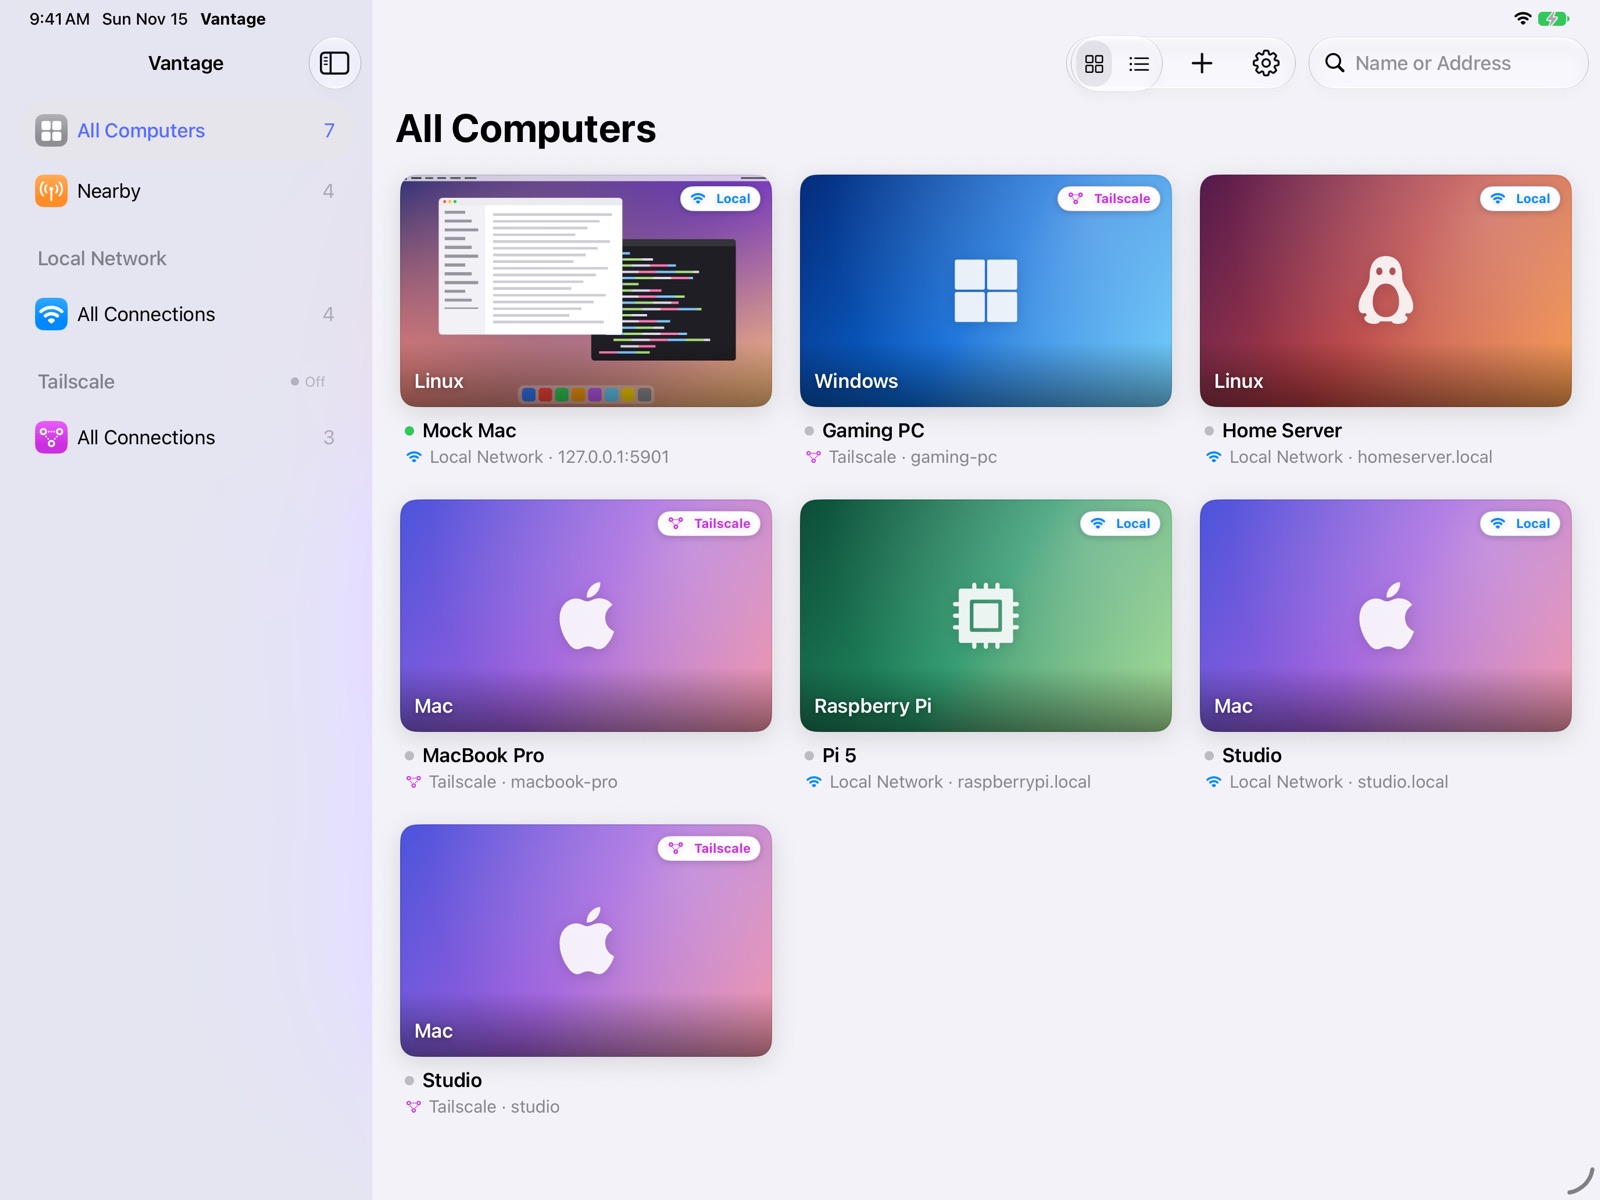 9:41 AM Sun Nov 15 Vantage
Vantage
All Computers 7
Nearby 4
Local Network
All Connections 4
Tailscale Off
All Connections 3
Name or Address
All Computers
Local
Linux
Mock Mac
Local Network · 127.0.0.1:5901
Tailscale
Windows
Gaming PC
Tailscale · gaming-pc
Local
Linux
Home Server
Local Network · homeserver.local
Tailscale
Mac
MacBook Pro
Tailscale · macbook-pro
Local
Raspberry Pi
Pi 5
Local Network · raspberrypi.local
Local
Mac
Studio
Local Network · studio.local
Tailscale
Mac
Studio
Tailscale · studio